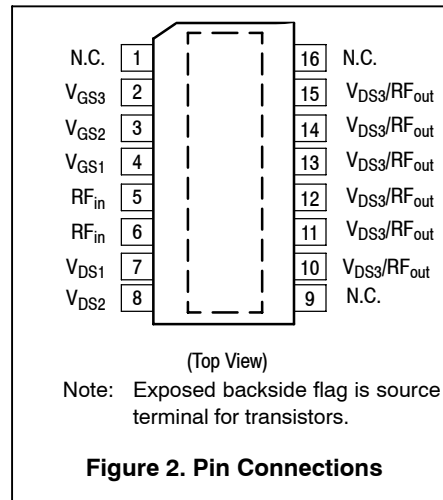 N.C. 1 16 N.C.
VGS3 2 15 VDS3/RFout
VGS2 3 14 VDS3/RFout
VGS1 4 13 VDS3/RFout
RFin 5 12 VDS3/RFout
RFin 6 11 VDS3/RFout
VDS1 7 10 VDS3/RFout
VDS2 8 9 N.C.
(Top View)
Note: Exposed backside flag is source
terminal for transistors.
Figure 2. Pin Connections